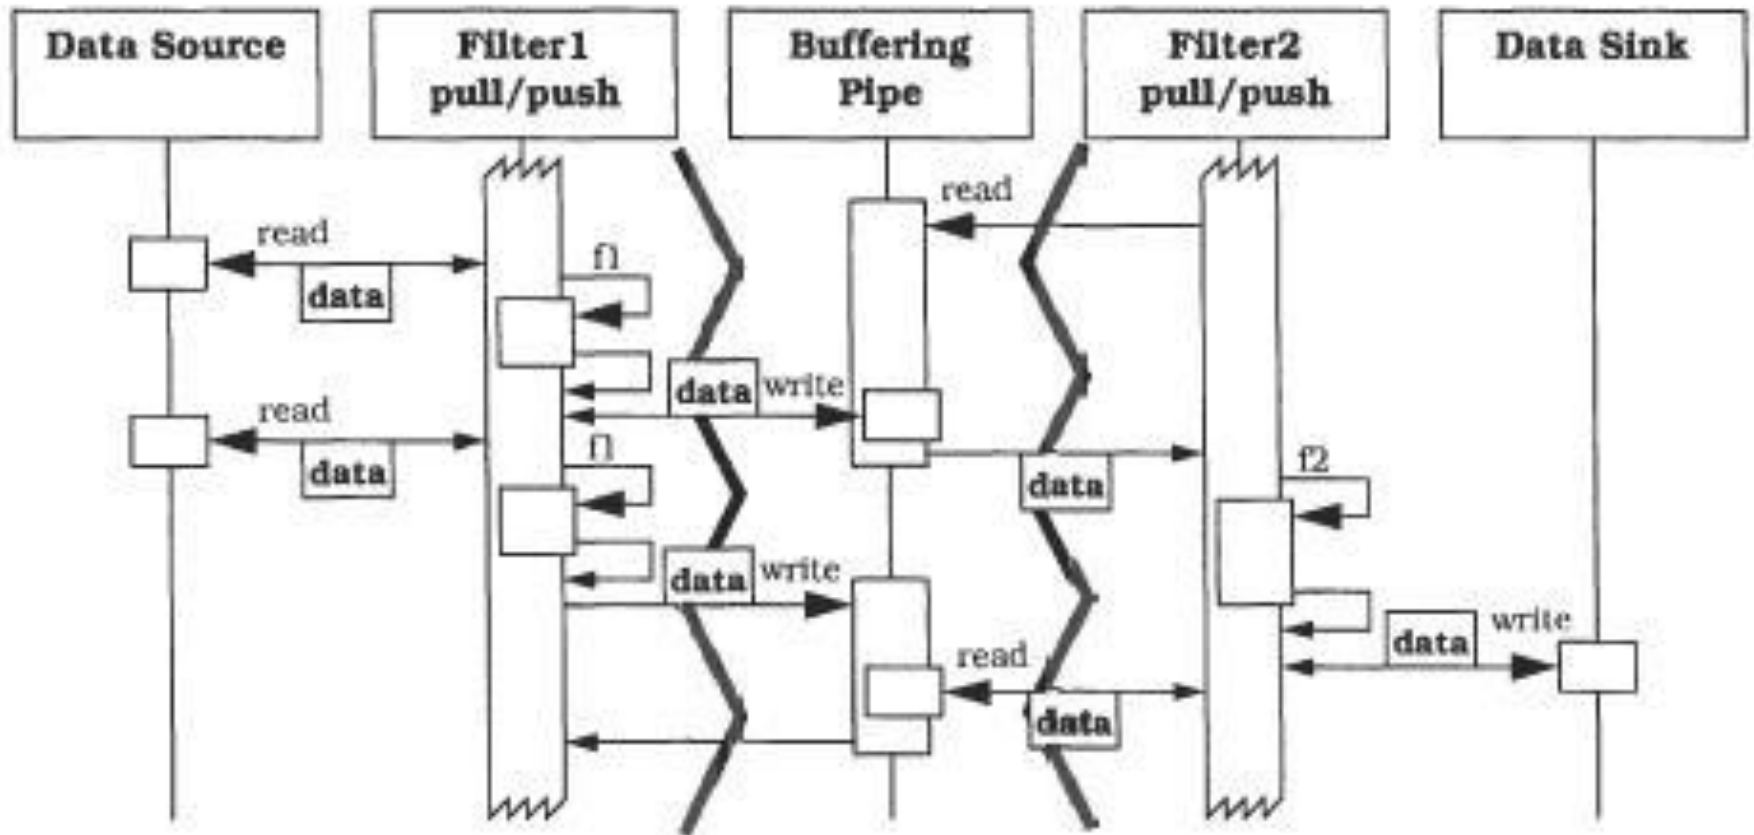 Data Source
Filter1
pull/push
Buffering
Pipe
Filter2
pull/push
Data Sink
read
read
data
f1
data write
read
data
f1
data
f2
data write
data write
read
data